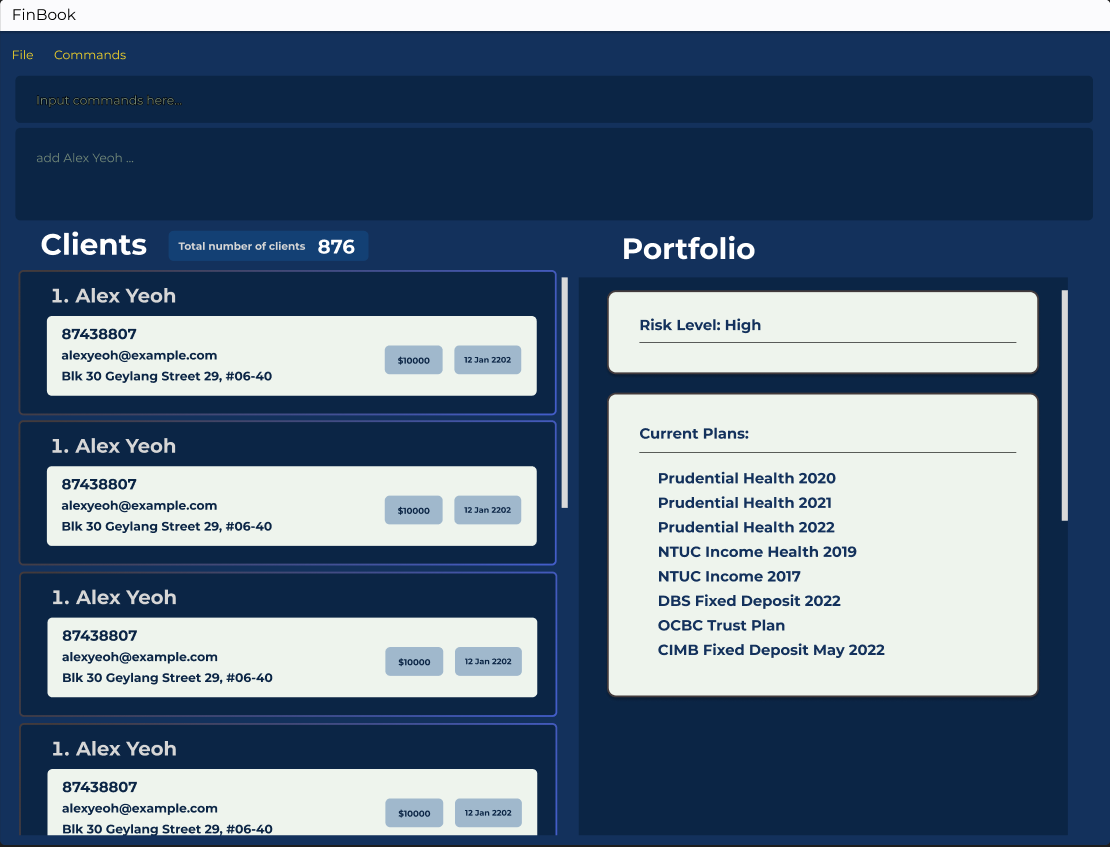 FinBook
File Commands
Input commands here...
add Alex Yeoh ...
Clients
Total number of clients 876
1. Alex Yeoh
87438807
alexyeoh@example.com
Blk 30 Geylang Street 29, #06-40
$10000
12 Jan 2202
1. Alex Yeoh
87438807
alexyeoh@example.com
Blk 30 Geylang Street 29, #06-40
$10000
12 Jan 2202
1. Alex Yeoh
87438807
alexyeoh@example.com
Blk 30 Geylang Street 29, #06-40
$10000
12 Jan 2202
1. Alex Yeoh
87438807
alexyeoh@example.com
Blk 30 Geylang Street 29, #06-40
$10000
12 Jan 2202
Portfolio
Risk Level: High
Current Plans:
Prudential Health 2020
Prudential Health 2021
Prudential Health 2022
NTUC Income Health 2019
NTUC Income 2017
DBS Fixed Deposit 2022
OCBC Trust Plan
CIMB Fixed Deposit May 2022